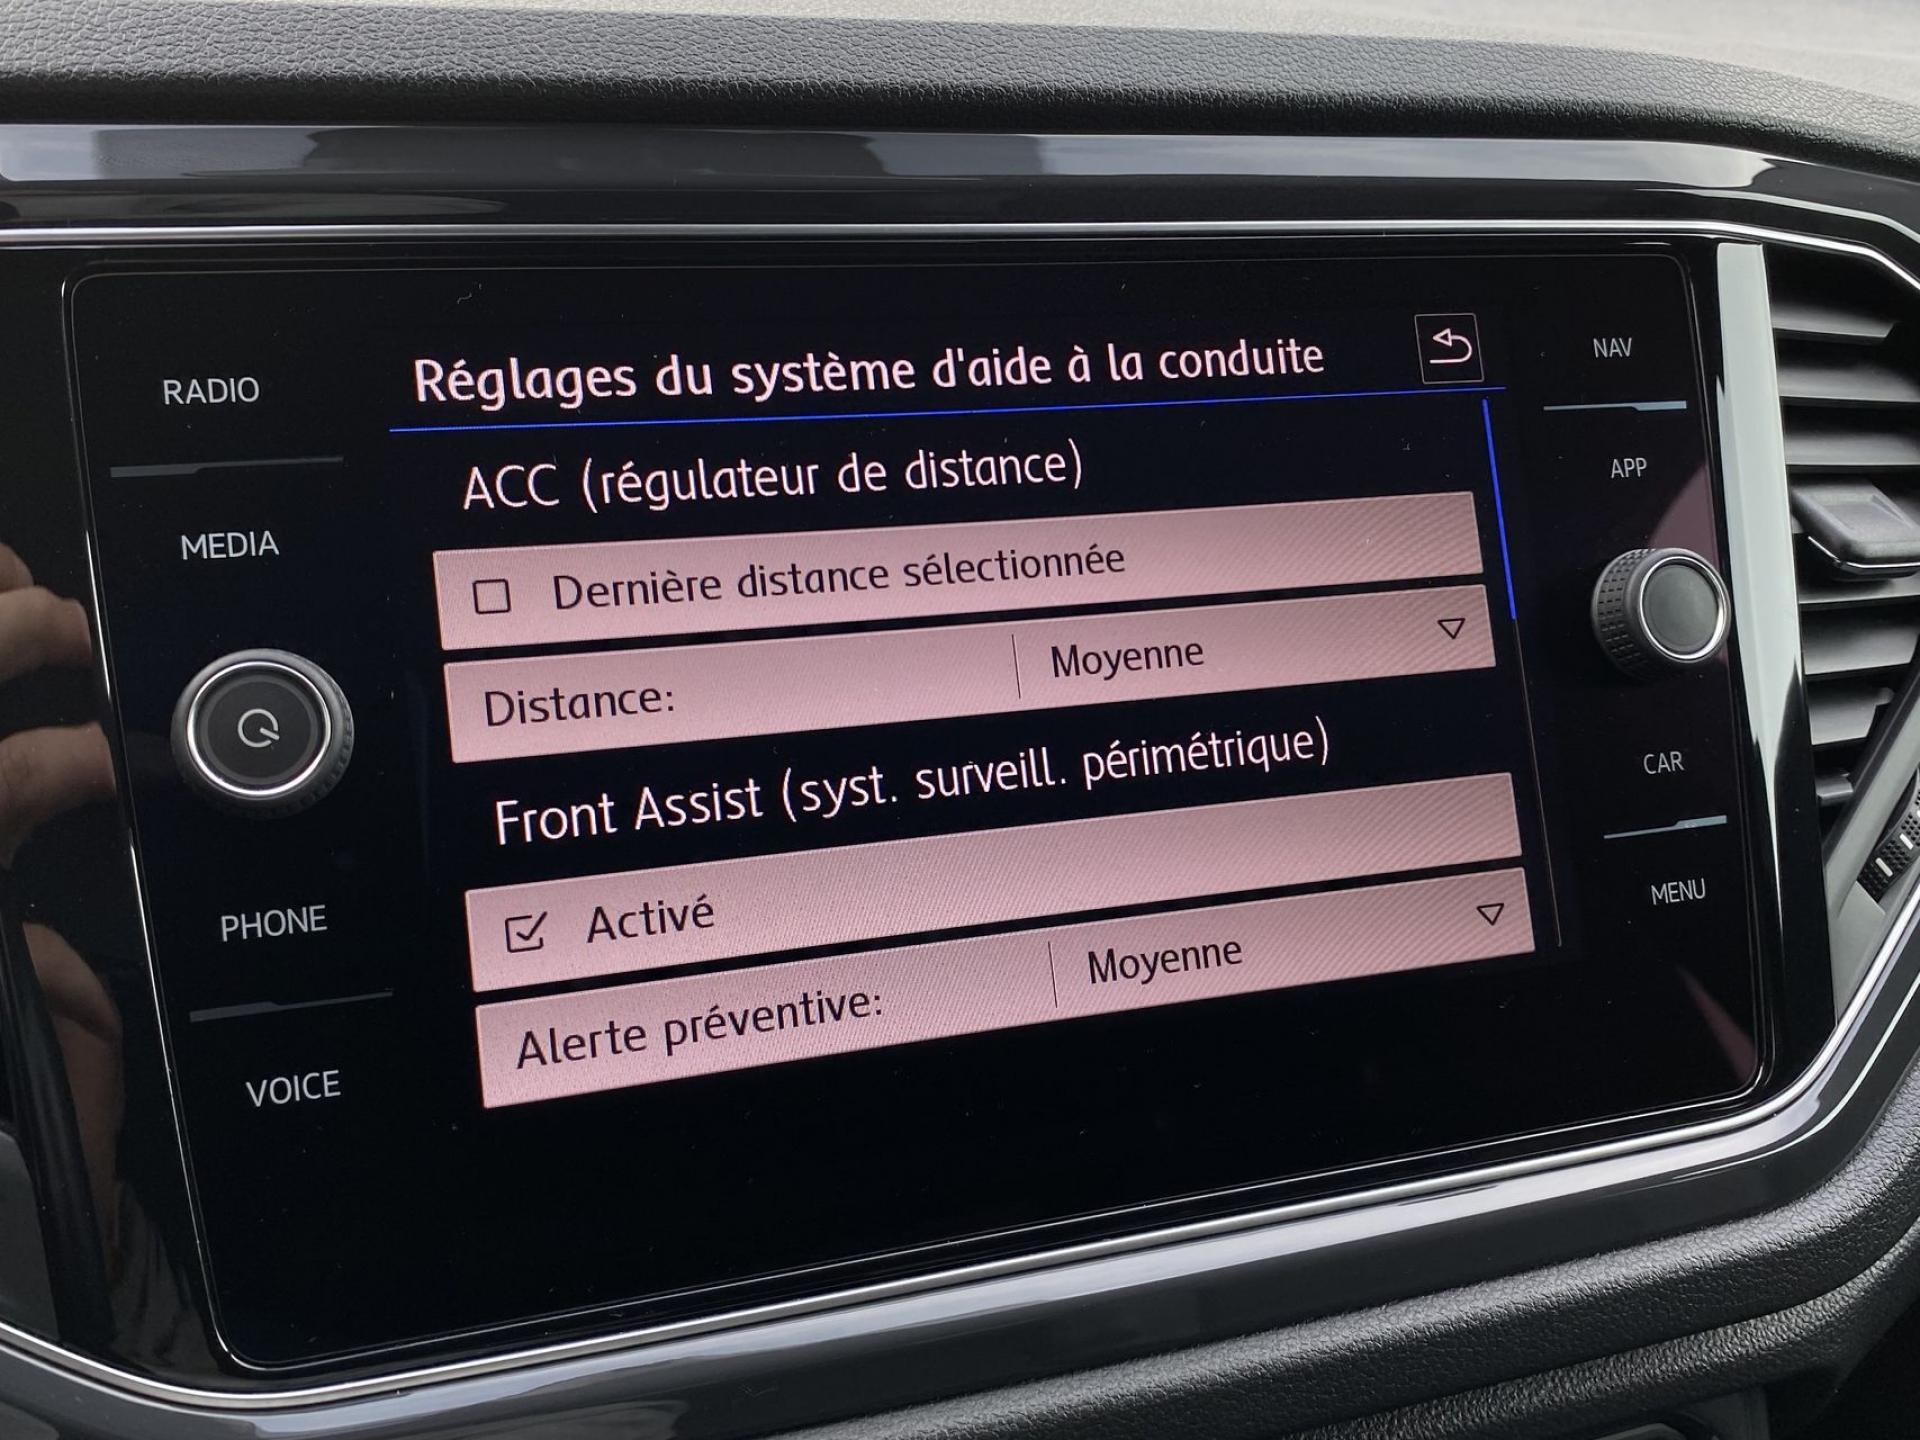 RADIO
MEDIA
PHONE
VOICE
Réglages du système d'aide à la conduite
ACC (régulateur de distance)
Dernière distance sélectionnée
Distance: Moyenne
Front Assist (syst. surveill. périmétrique)
Activé
Alerte préventive: Moyenne
NAV
APP
CAR
MENU